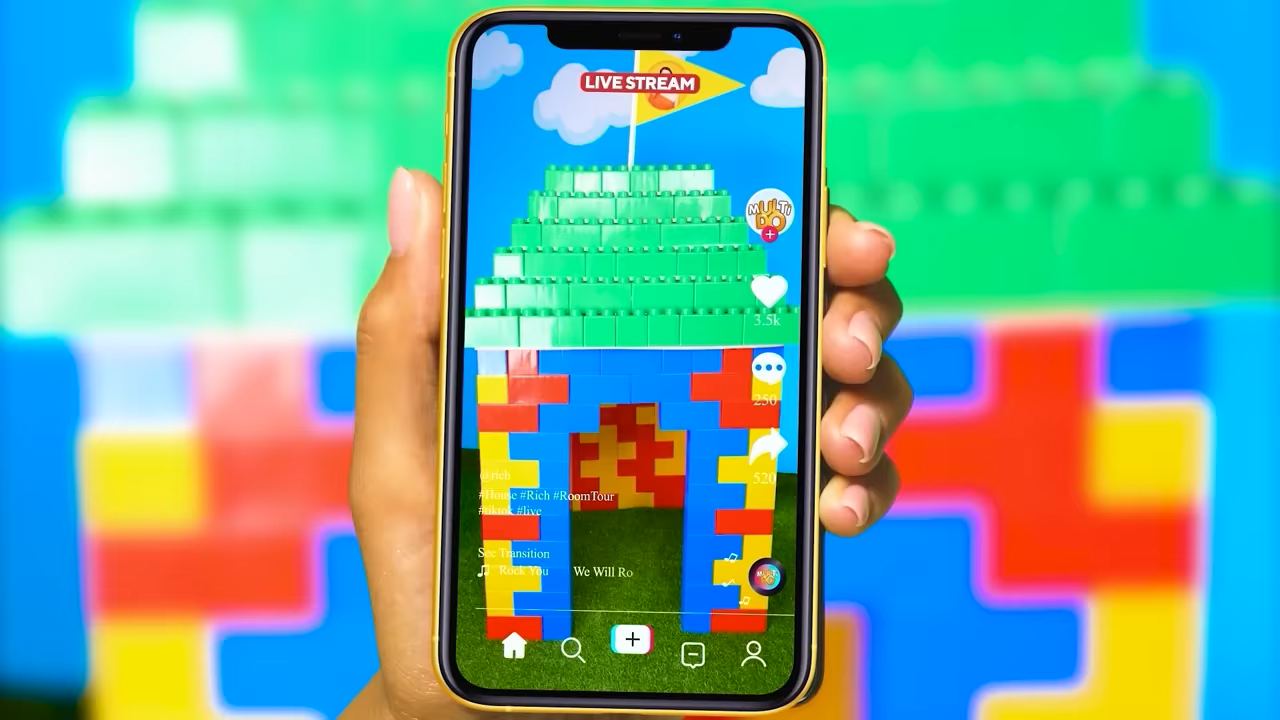 LIVE STREAM
MULTI
DO
3.5k
250
520
@rich
#House #Rich #RoomTour
#tiktok #live
See Transition
Rock You We Will Ro